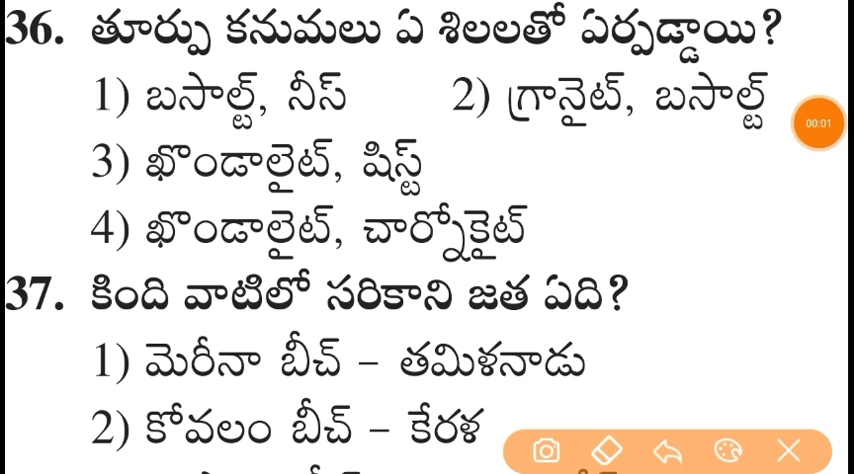 36. తూర్పు కనుమలు ఏ శిలలతో ఏర్పడ్డాయి?
1) బసాల్ట్, నీస్ 2) గ్రానైట్, బసాల్ట్
00:01
3) ఖొండాలైట్, షిస్ట్
4) ఖొండాలైట్, చార్నోకైట్
37. కింది వాటిలో సరికాని జత ఏది?
1) మెరీనా బీచ్ – తమిళనాడు
2) కోవలం బీచ్ – కేరళ